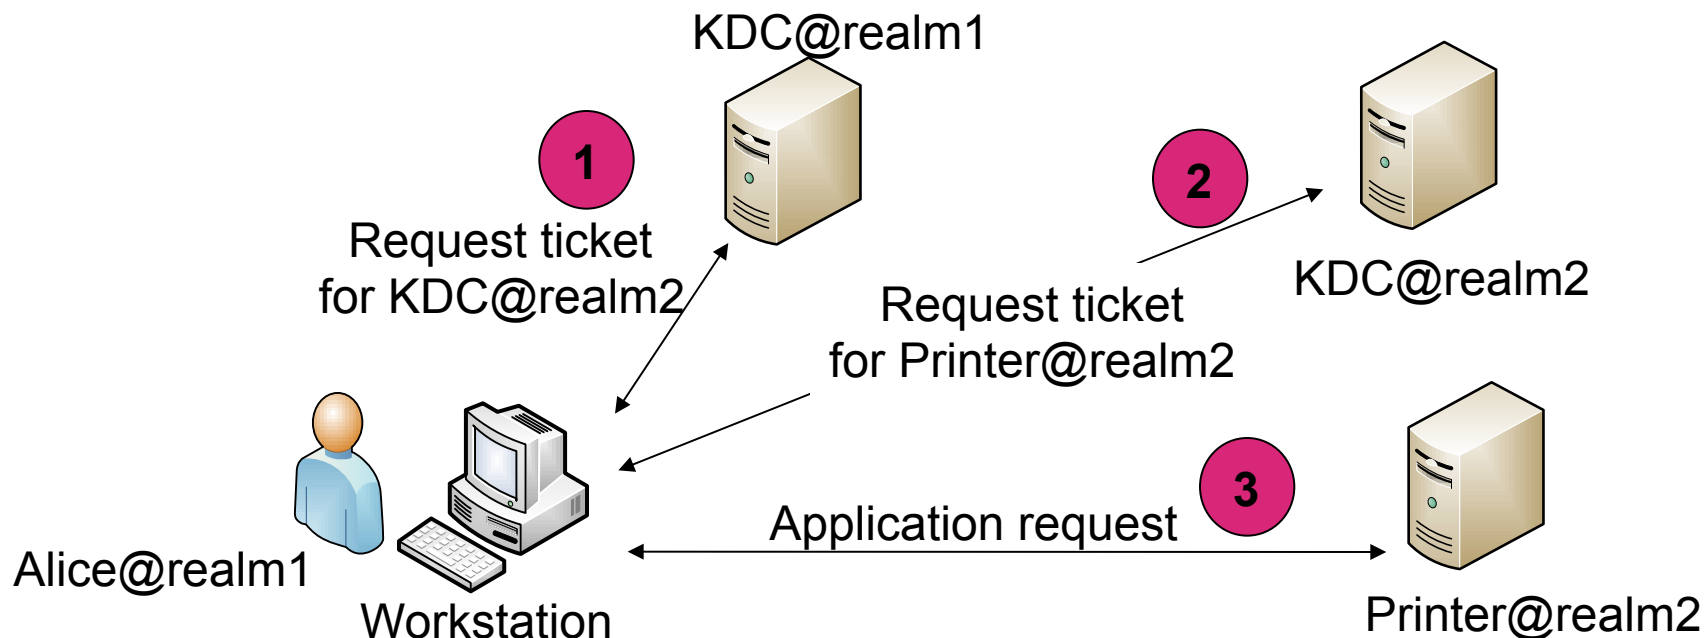 KDC@realm1
1
Request ticket
for KDC@realm2
2
KDC@realm2
Request ticket
for Printer@realm2
3
Application request
Alice@realm1
Workstation
Printer@realm2